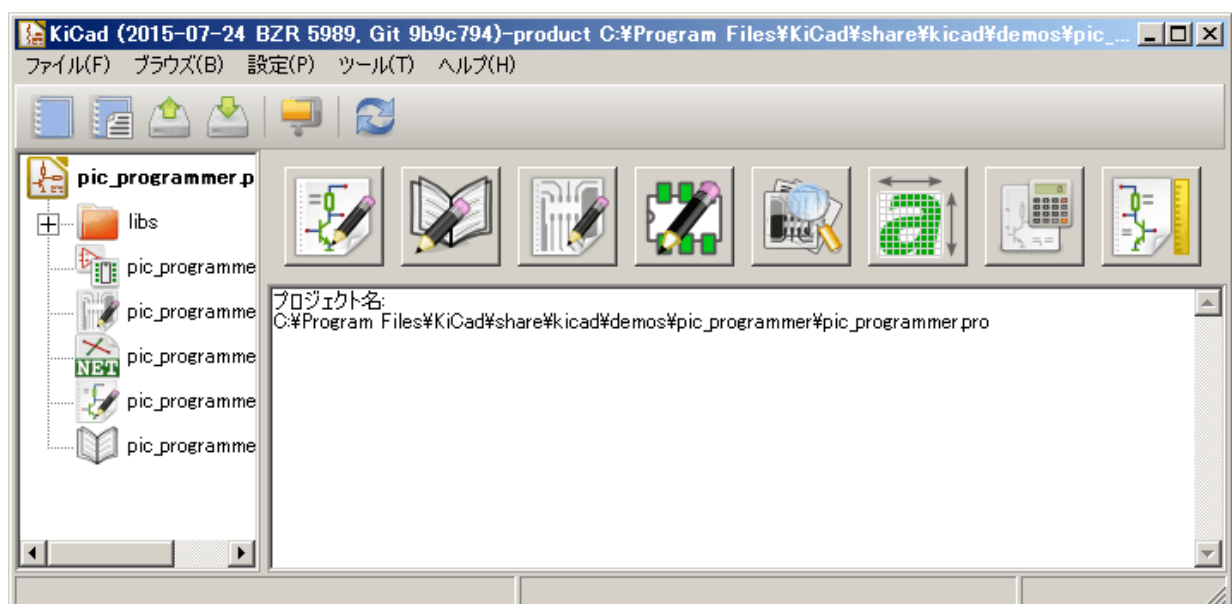 KiCad (2015-07-24 BZR 5989, Git 9b9c794)-product C:¥Program Files¥KiCad¥share¥kicad¥demos¥pic_...
ファイル(F) ブラウズ(B) 設定(P) ツール(T) ヘルプ(H)
pic_programmer.p
libs
pic_programme
pic_programme
NET pic_programme
pic_programme
pic_programme
プロジェクト名:
C:¥Program Files¥KiCad¥share¥kicad¥demos¥pic_programmer¥pic_programmer.pro